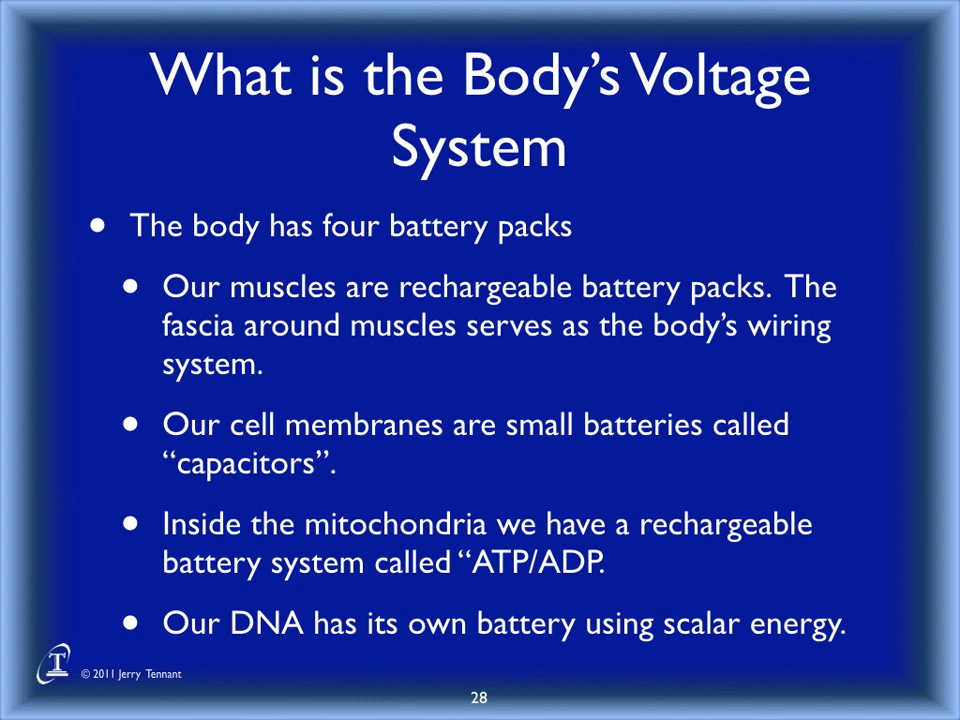 What is the Body’s Voltage
System
• The body has four battery packs
• Our muscles are rechargeable battery packs.  The
fascia around muscles serves as the body’s wiring
system.
• Our cell membranes are small batteries called
“capacitors”.
• Inside the mitochondria we have a rechargeable
battery system called “ATP/ADP.
• Our DNA has its own battery using scalar energy.
T
© 2011 Jerry Tennant
28